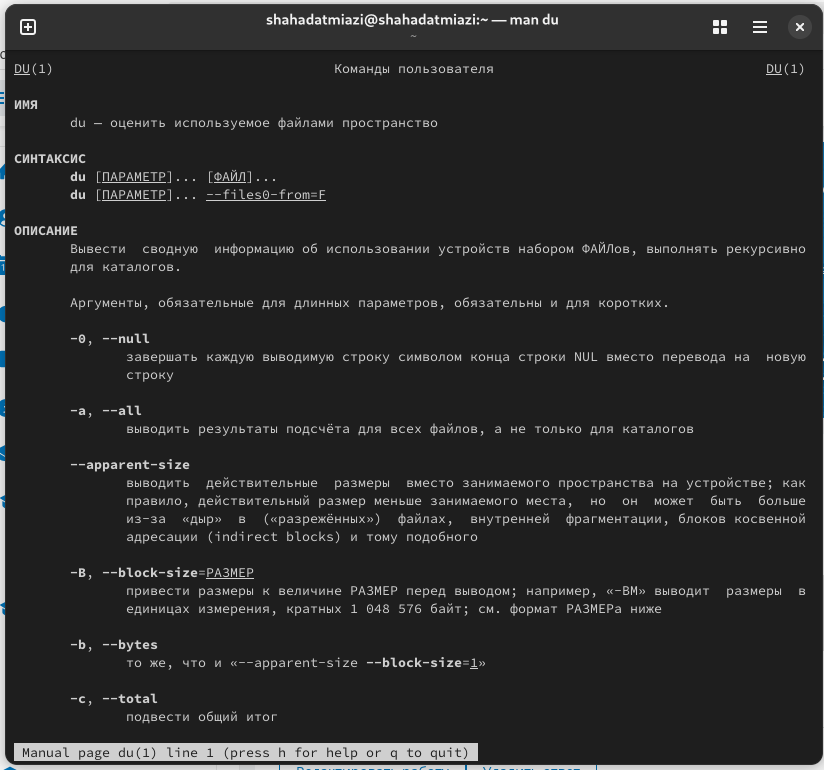 shahadatmiazi@shahadatmiazi:~ — man du
~
DU(1) Команды пользователя DU(1)
ИМЯ
du — оценить используемое файлами пространство
СИНТАКСИС
du [ПАРАМЕТР]... [ФАЙЛ]...
du [ПАРАМЕТР]... --files0-from=F
ОПИСАНИЕ
Вывести сводную информацию об использовании устройств набором ФАЙЛов, выполнять рекурсивно
для каталогов.
Аргументы, обязательные для длинных параметров, обязательны и для коротких.
-0, --null
завершать каждую выводимую строку символом конца строки NUL вместо перевода на новую
строку
-a, --all
выводить результаты подсчёта для всех файлов, а не только для каталогов
--apparent-size
выводить действительные размеры вместо занимаемого пространства на устройстве; как
правило, действительный размер меньше занимаемого места, но он может быть больше
из-за «дыр» в («разрежённых») файлах, внутренней фрагментации, блоков косвенной
адресации (indirect blocks) и тому подобного
-B, --block-size=РАЗМЕР
привести размеры к величине РАЗМЕР перед выводом; например, «-BM» выводит размеры в
единицах измерения, кратных 1 048 576 байт; см. формат РАЗМЕРа ниже
-b, --bytes
то же, что и «--apparent-size --block-size=1»
-c, --total
подвести общий итог
Manual page du(1) line 1 (press h for help or q to quit)